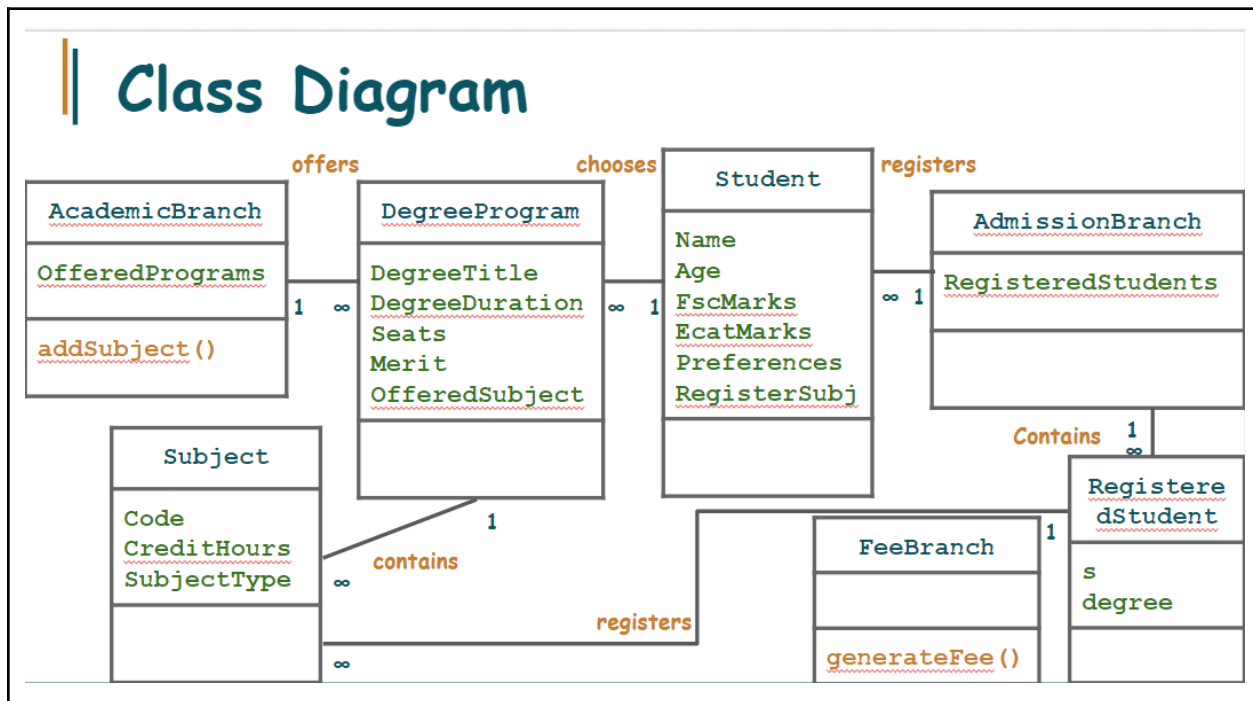 Class Diagram
offers
chooses
registers
AcademicBranch
OfferedPrograms
addSubject()
1
∞
DegreeProgram
DegreeTitle
DegreeDuration
Seats
Merit
OfferedSubject
∞
1
Student
Name
Age
FscMarks
EcatMarks
Preferences
RegisterSubj
∞
1
AdmissionBranch
RegisteredStudents
Contains
1
∞
Subject
Code
CreditHours
SubjectType
1
contains
∞
registers
∞
FeeBranch
generateFee()
1
Registere
dStudent
s
degree